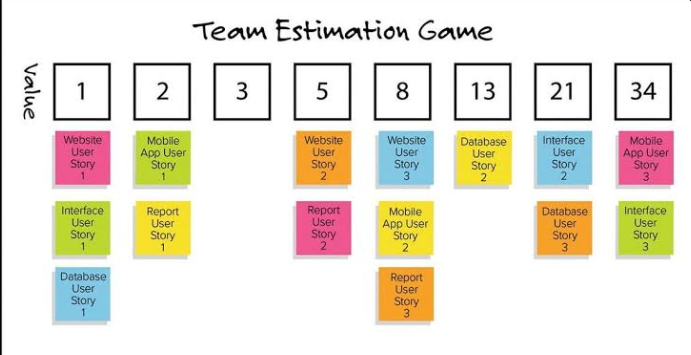 Team Estimation Game
Value
1 2 3 5 8 13 21 34
Website
User
Story
1
Mobile
App User
Story
1
Website
User
Story
2
Website
User
Story
3
Database
User
Story
2
Interface
User
Story
2
Mobile
App User
Story
3
Interface
User
Story
1
Report
User
Story
1
Report
User
Story
2
Mobile
App User
Story
2
Database
User
Story
3
Interface
User
Story
3
Database
User
Story
1
Report
User
Story
3